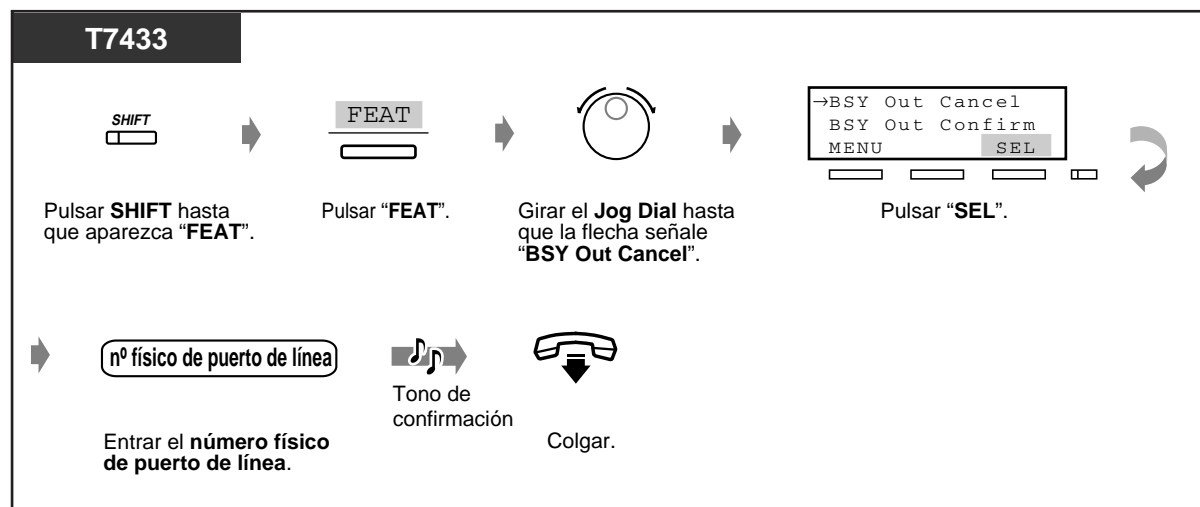 T7433
SHIFT
FEAT
→BSY Out Cancel
BSY Out Confirm
MENU SEL
Pulsar SHIFT hasta
que aparezca “FEAT”.
Pulsar “FEAT”.
Girar el Jog Dial hasta
que la flecha señale
“BSY Out Cancel”.
Pulsar “SEL”.
nº físico de puerto de línea
Tono de
confirmación
Entrar el número físico
de puerto de línea.
Colgar.